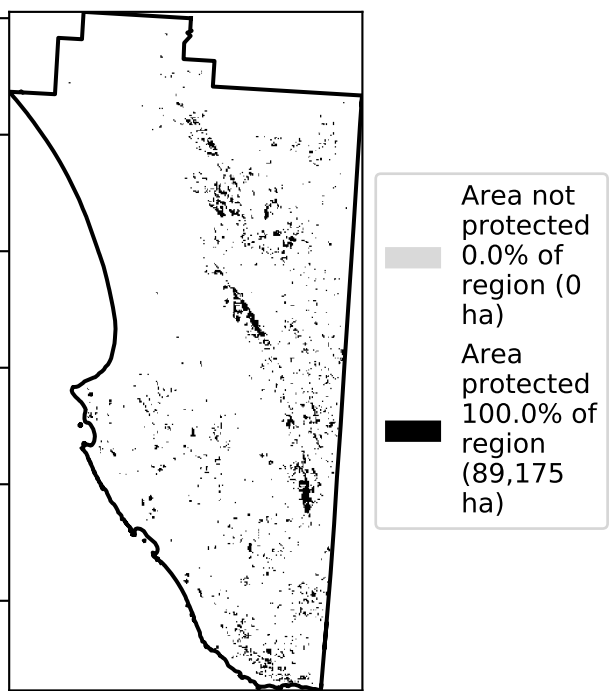 Area not
protected
0.0% of
region (0
ha)
Area
protected
100.0% of
region
(89,175
ha)